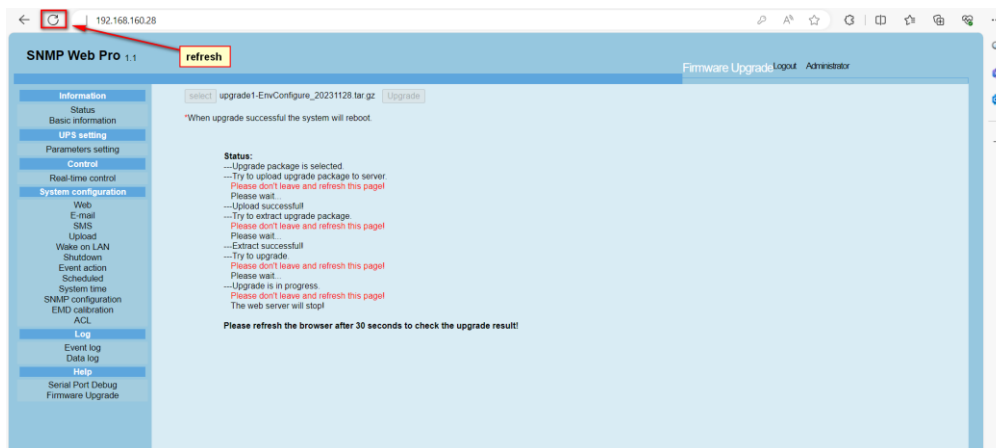 192.168.160.28
SNMP Web Pro 1.1
refresh
Firmware Upgrade Logout Administrator
Information
Status
Basic information
UPS setting
Parameters setting
Control
Real-time control
System configuration
Web
E-mail
SMS
Upload
Wake on LAN
Shutdown
Event action
Scheduled
System time
SNMP configuration
EMD calibration
ACL
Log
Event log
Data log
Help
Serial Port Debug
Firmware Upgrade
select upgrade1-EnvConfigure_20231128.tar.gz Upgrade
*When upgrade successful the system will reboot.
Status:
---Upgrade package is selected.
---Try to upload upgrade package to server.
Please don't leave and refresh this page!
Please wait...
---Upload successful!
---Try to extract upgrade package.
Please don't leave and refresh this page!
Please wait...
---Extract successful!
---Try to upgrade.
Please don't leave and refresh this page!
Please wait...
---Upgrade is in progress.
Please don't leave and refresh this page!
The web server will stop!
Please refresh the browser after 30 seconds to check the upgrade result!